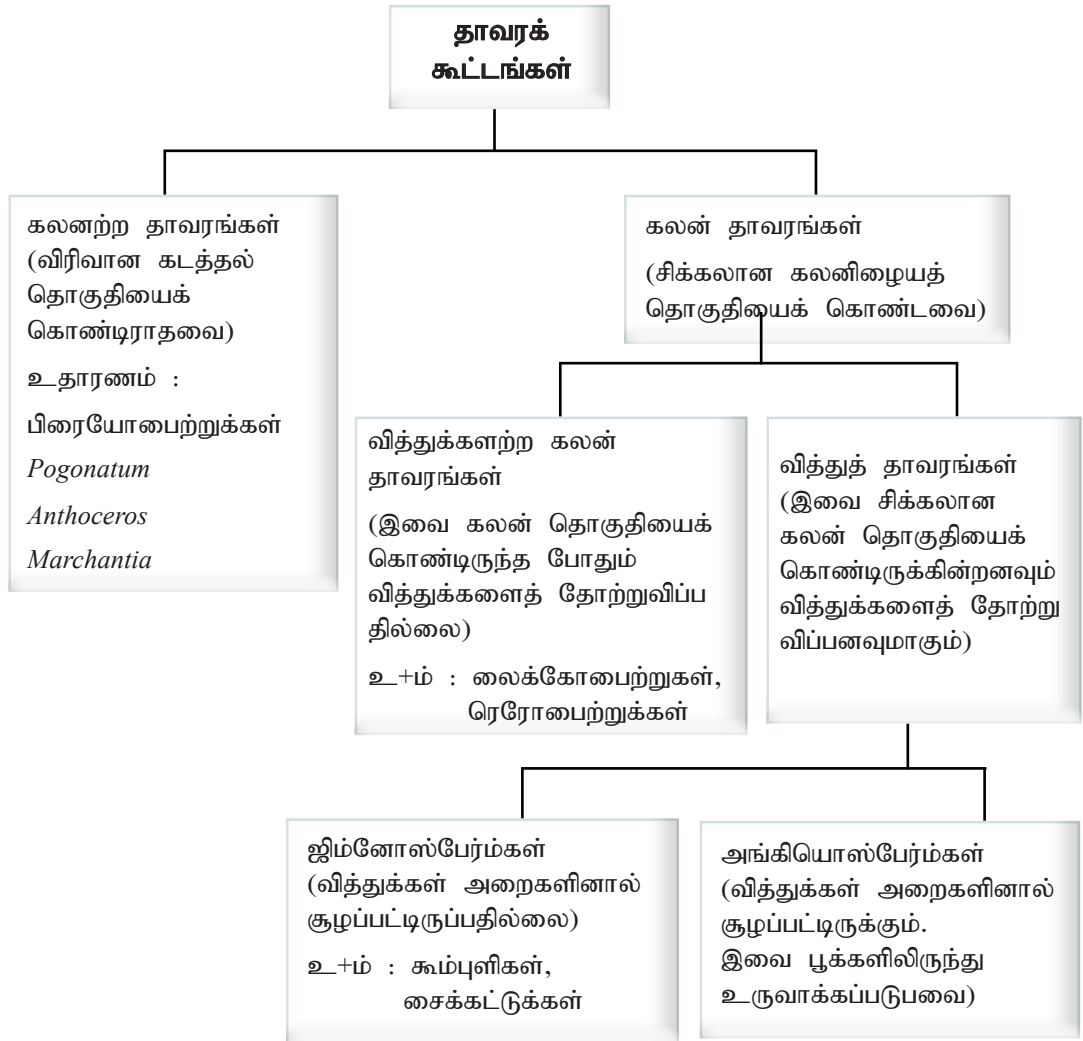 தாவரக்
கூட்டங்கள்
கலனற்ற தாவரங்கள்
(விரிவான கடத்தல்
தொகுதியைக்
கொண்டிராதவை)
உதாரணம் :
பிரையோபைற்றுக்கள்
Pogonatum
Anthoceros
Marchantia
கலன் தாவரங்கள்
(சிக்கலான கலனிழையத்
தொகுதியைக் கொண்டவை)
வித்துக்களற்ற கலன்
தாவரங்கள்
(இவை கலன் தொகுதியைக்
கொண்டிருந்த போதும்
வித்துக்களைத் தோற்றுவிப்ப
தில்லை)
உ+ம் : லைக்கோபைற்றுகள்,
ரெரோபைற்றுக்கள்
வித்துத் தாவரங்கள்
(இவை சிக்கலான
கலன் தொகுதியைக்
கொண்டிருக்கின்றனவும்
வித்துக்களைத் தோற்று
விப்பனவுமாகும்)
ஜிம்னோஸ்பேர்ம்கள்
(வித்துக்கள் அறைகளினால்
சூழப்பட்டிருப்பதில்லை)
உ+ம் : கூம்புளிகள்,
சைக்கட்டுக்கள்
அங்கியொஸ்பேர்ம்கள்
(வித்துக்கள் அறைகளினால்
சூழப்பட்டிருக்கும்.
இவை பூக்களிலிருந்து
உருவாக்கப்படுபவை)